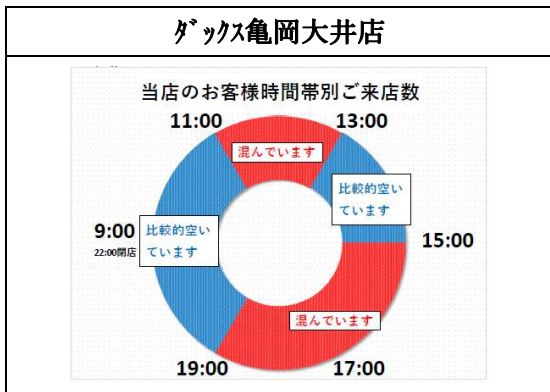 ダックス亀岡大井店
当店のお客様時間帯別ご来店数
11:00
13:00
混んでいます
比較的空い
ています
9:00
22:00閉店
比較的空い
ています
15:00
混んでいます
19:00
17:00